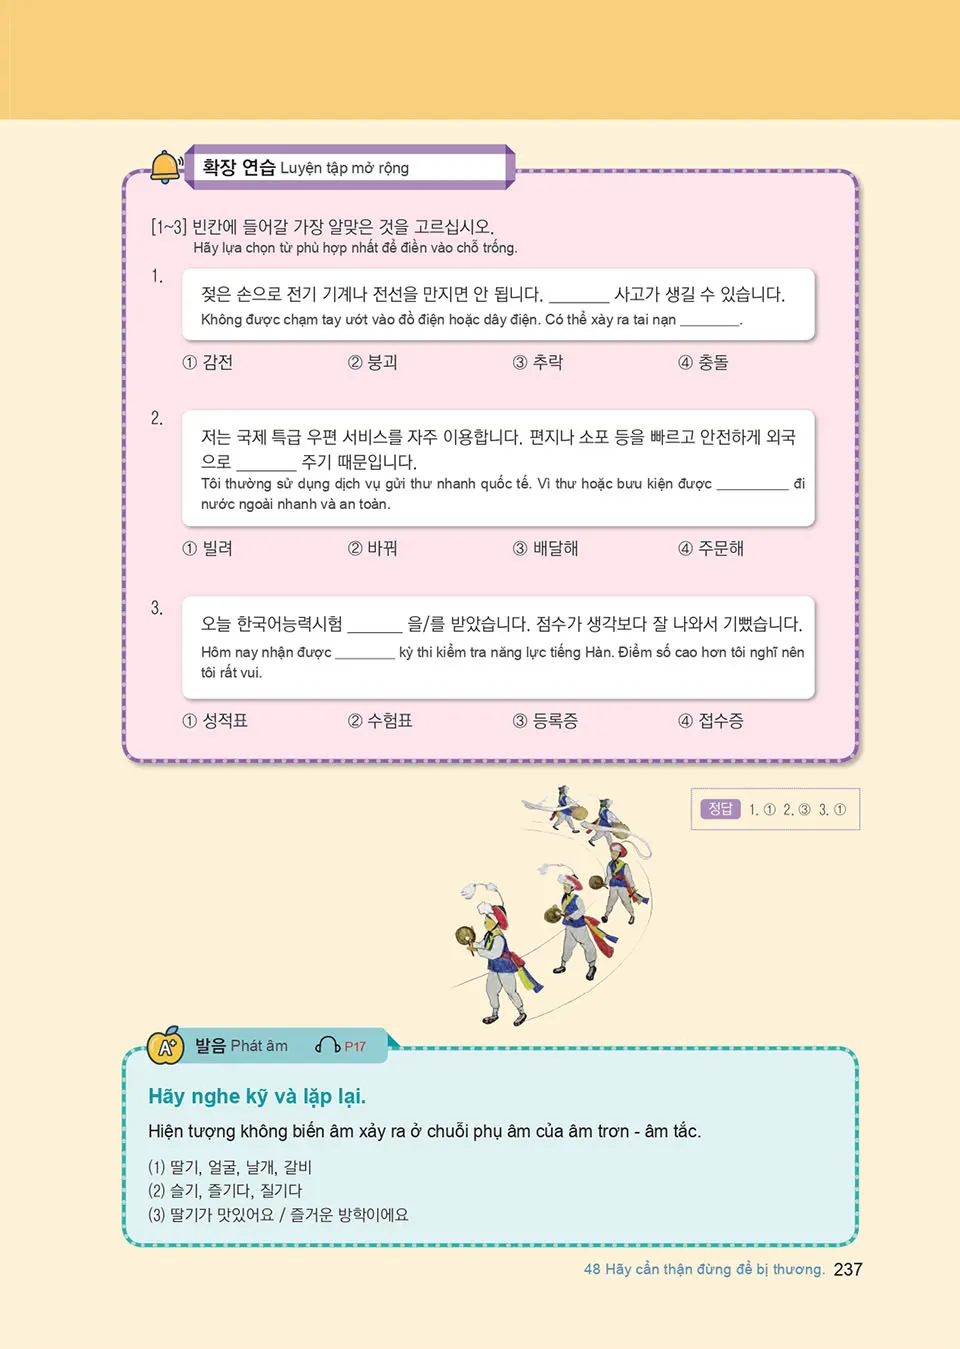 확장 연습 Luyện tập mở rộng
[1~3] 빈칸에 들어갈 가장 알맞은 것을 고르십시오.
Hãy lựa chọn từ phù hợp nhất để điền vào chỗ trống.
1.
젖은 손으로 전기 기계나 전선을 만지면 안 됩니다. _______ 사고가 생길 수 있습니다.
Không được chạm tay ướt vào đồ điện hoặc dây điện. Có thể xảy ra tai nạn ________.
① 감전 ② 붕괴 ③ 추락 ④ 충돌
2.
저는 국제 특급 우편 서비스를 자주 이용합니다. 편지나 소포 등을 빠르고 안전하게 외국
으로 _______ 주기 때문입니다.
Tôi thường sử dụng dịch vụ gửi thư nhanh quốc tế. Vì thư hoặc bưu kiện được __________ đi
nước ngoài nhanh và an toàn.
① 빌려 ② 바꿔 ③ 배달해 ④ 주문해
3.
오늘 한국어능력시험 _______ 을/를 받았습니다. 점수가 생각보다 잘 나와서 기뻤습니다.
Hôm nay nhận được ________ kỳ thi kiểm tra năng lực tiếng Hàn. Điểm số cao hơn tôi nghĩ nên
tôi rất vui.
① 성적표 ② 수험표 ③ 등록증 ④ 접수증
정답 1. ① 2. ③ 3. ①
A+ 발음 Phát âm P17
Hãy nghe kỹ và lặp lại.
Hiện tượng không biến âm xảy ra ở chuỗi phụ âm của âm trơn - âm tắc.
(1) 딸기, 얼굴, 날개, 갈비
(2) 슬기, 즐기다, 질기다
(3) 딸기가 맛있어요 / 즐거운 방학이에요
48 Hãy cẩn thận đừng để bị thương. 237